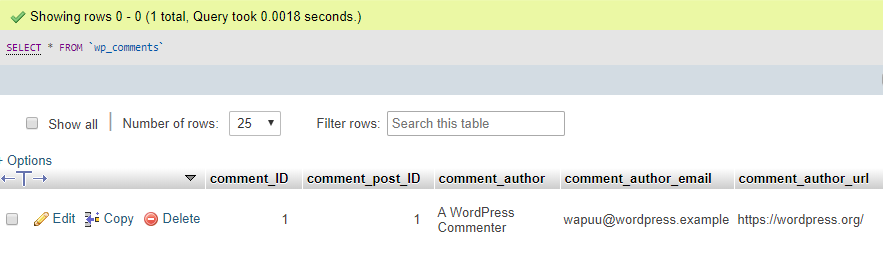 Showing rows 0 - 0 (1 total, Query took 0.0018 seconds.)
SELECT * FROM `wp_comments`
Show all Number of rows: 25 Filter rows: Search this table
+ Options
comment_ID comment_post_ID comment_author comment_author_email comment_author_url
Edit Copy Delete 1 1 A WordPress Commenter wapuu@wordpress.example https://wordpress.org/